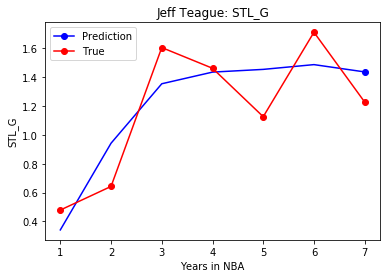 Jeff Teague: STL_G
Prediction
True
STL_G
1.6
1.4
1.2
1.0
0.8
0.6
0.4
1 2 3 4 5 6 7
Years in NBA